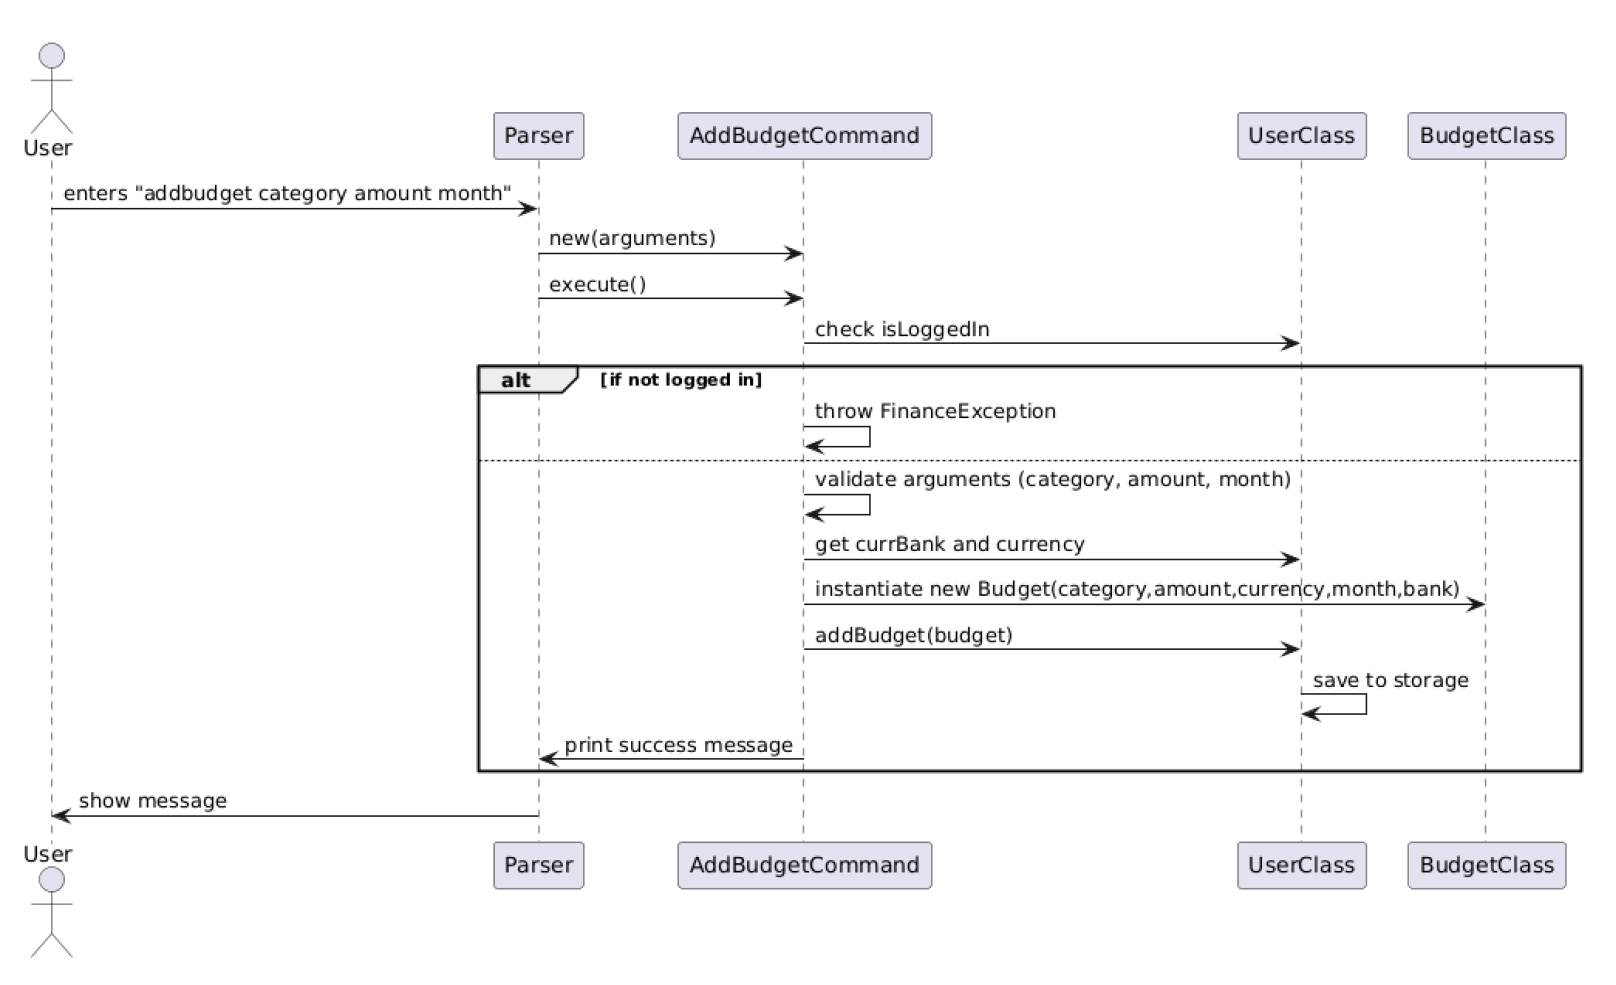 User
Parser
AddBudgetCommand
UserClass
BudgetClass
enters "addbudget category amount month"
new(arguments)
execute()
check isLoggedIn
alt
[if not logged in]
throw FinanceException
validate arguments (category, amount, month)
get currBank and currency
instantiate new Budget(category,amount,currency,month,bank)
addBudget(budget)
save to storage
print success message
show message
User
Parser
AddBudgetCommand
UserClass
BudgetClass